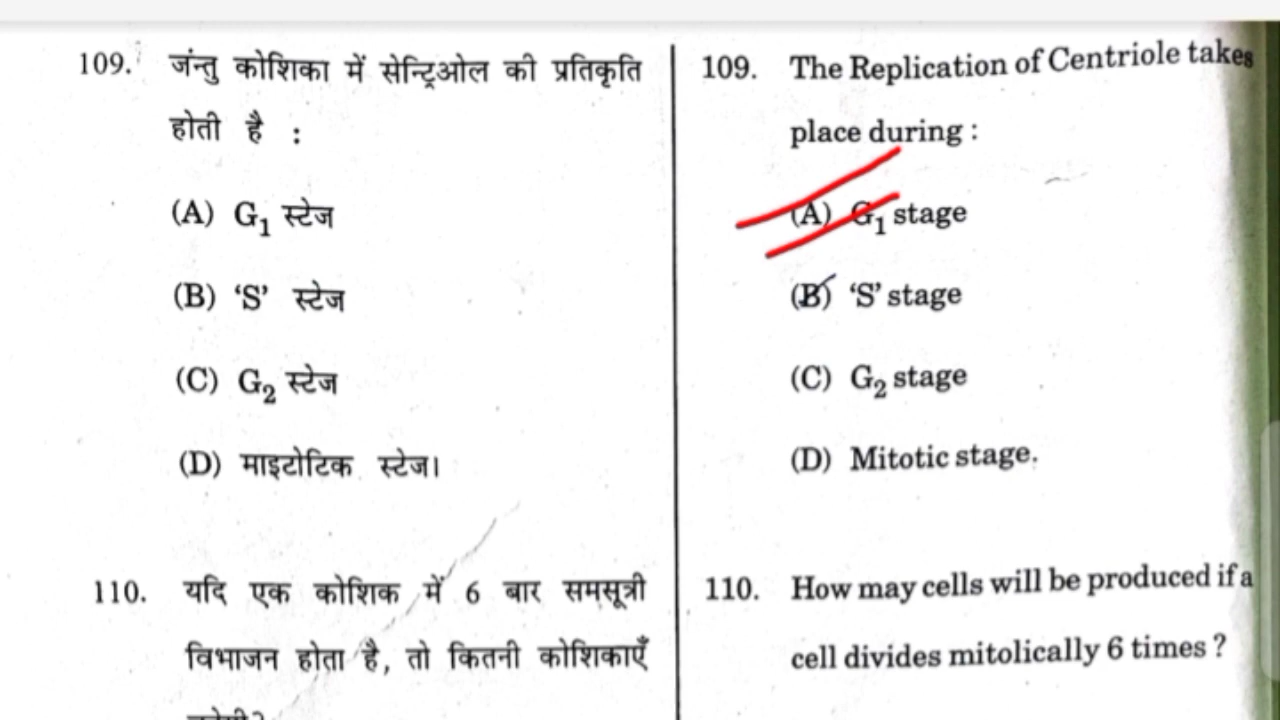 109. जंन्तु कोशिका में सेन्ट्रिओल की प्रतिकृति
होती है :
(A) G₁ स्टेज
(B) ‘S’ स्टेज
(C) G₂ स्टेज
(D) माइटोटिक स्टेज।
110. यदि एक कोशिक में 6 बार समसूत्री
विभाजन होता है, तो कितनी कोशिकाएँ
109. The Replication of Centriole takes
place during :
(A) G₁ stage
(B) ‘S’ stage
(C) G₂ stage
(D) Mitotic stage.
110. How may cells will be produced if a
cell divides mitolically 6 times ?